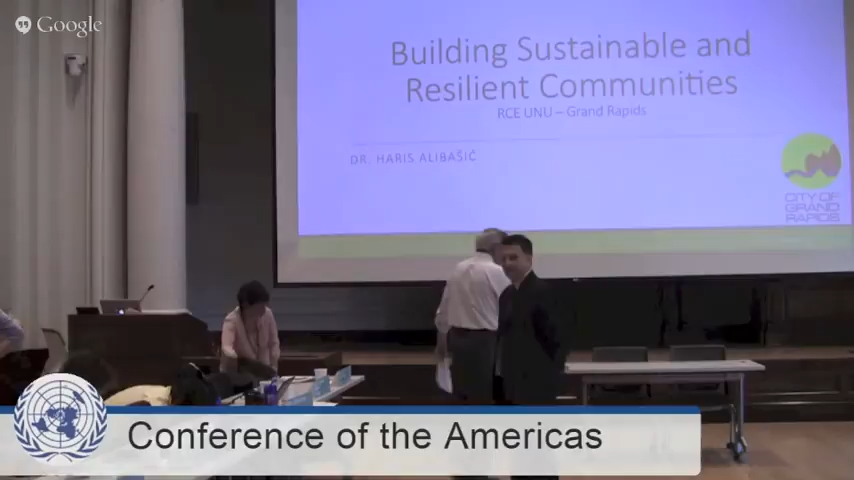 Google
Building Sustainable and
Resilient Communities
RCE UNU – Grand Rapids
DR. HARIS ALIBAŠIĆ
CITY OF
GRAND
RAPIDS
Conference of the Americas